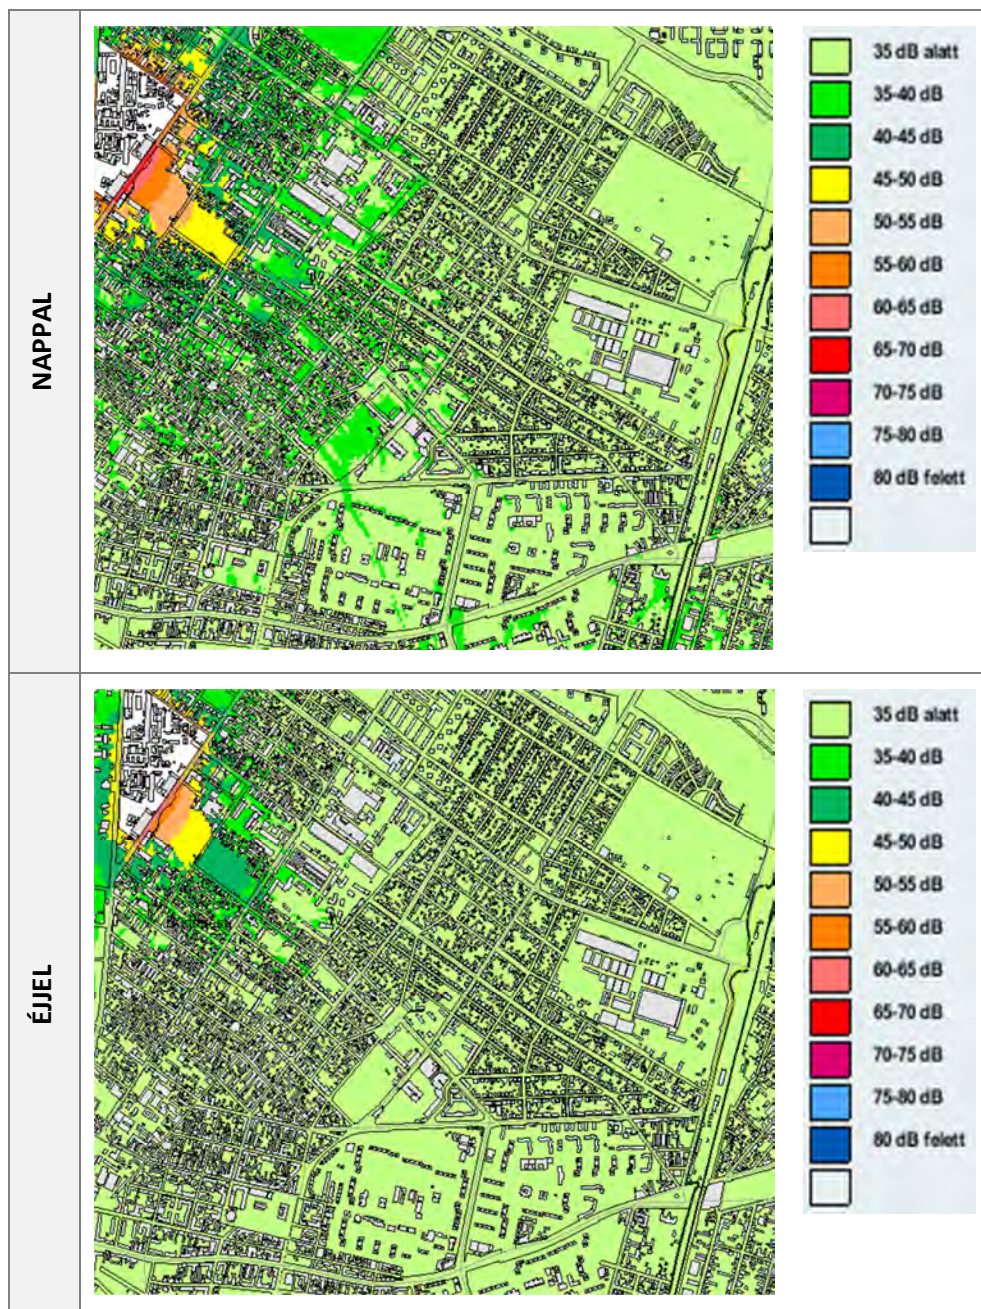 NAPPAL
35 dB alatt
35-40 dB
40-45 dB
45-50 dB
50-55 dB
55-60 dB
60-65 dB
65-70 dB
70-75 dB
75-80 dB
80 dB felett
ÉJJEL
35 dB alatt
35-40 dB
40-45 dB
45-50 dB
50-55 dB
55-60 dB
60-65 dB
65-70 dB
70-75 dB
75-80 dB
80 dB felett